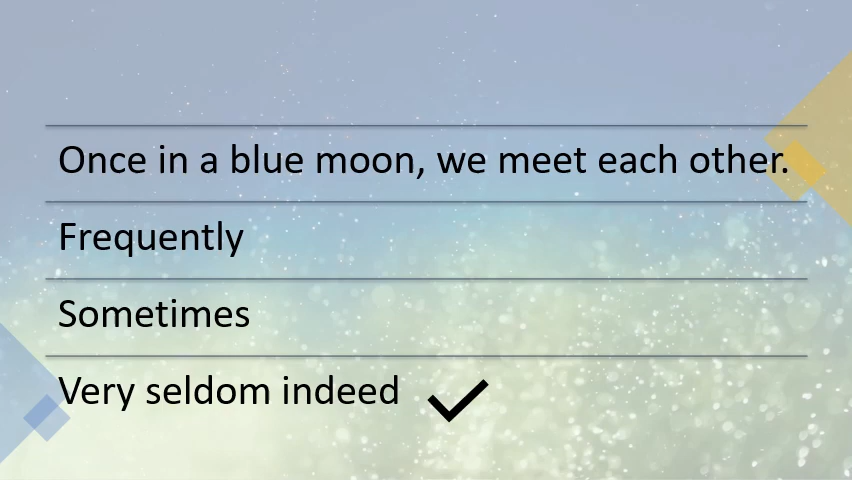 Once in a blue moon, we meet each other.
Frequently
Sometimes
Very seldom indeed